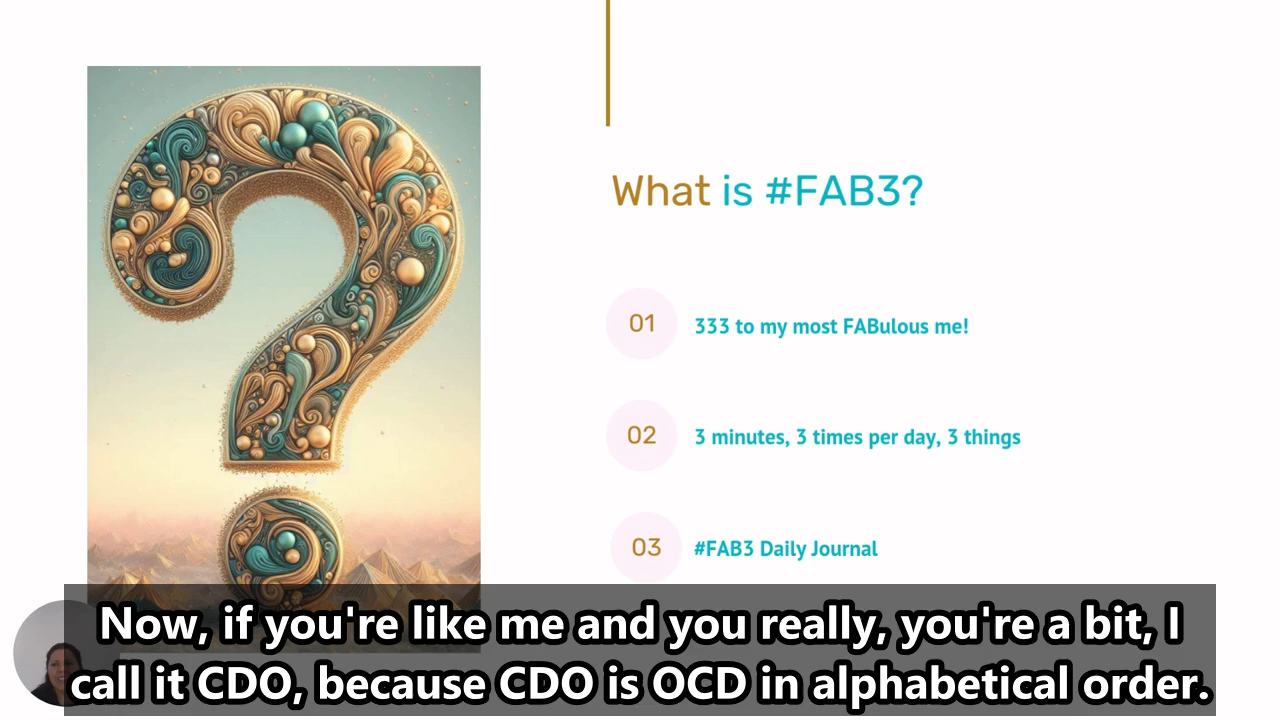 What is #FAB3?
01
333 to my most FABulous me!
02
3 minutes, 3 times per day, 3 things
03
#FAB3 Daily Journal
Now, if you're like me and you really, you're a bit, I
call it CDO, because CDO is OCD in alphabetical order.